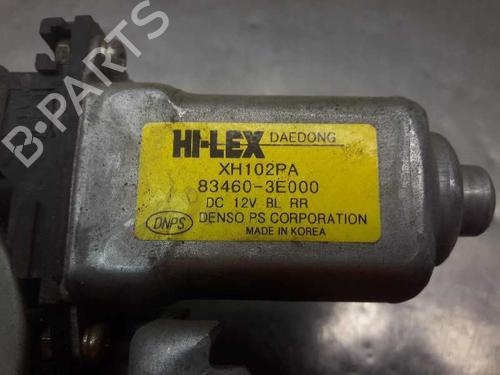 B-PARTS
HI-LEX DAEDONG
XH102PA
83460-3E000
DC 12V BL RR
DNPS DENSO PS CORPORATION
MADE IN KOREA